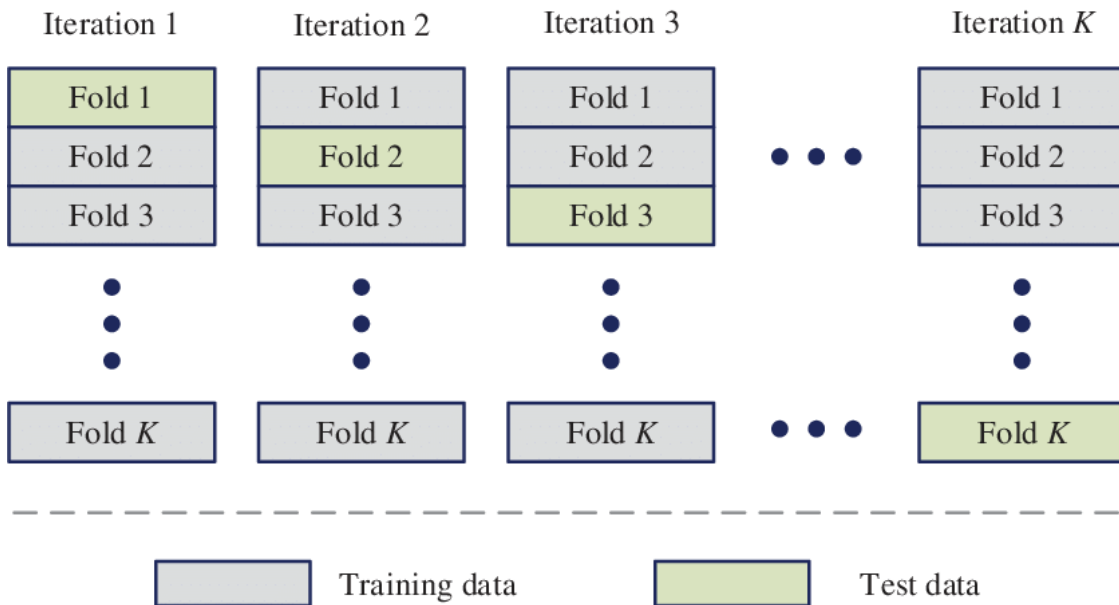 Iteration 1 Iteration 2 Iteration 3 Iteration K
Fold 1 Fold 1 Fold 1 Fold 1
Fold 2 Fold 2 Fold 2 Fold 2
Fold 3 Fold 3 Fold 3 Fold 3
Fold K Fold K Fold K Fold K
Training data Test data